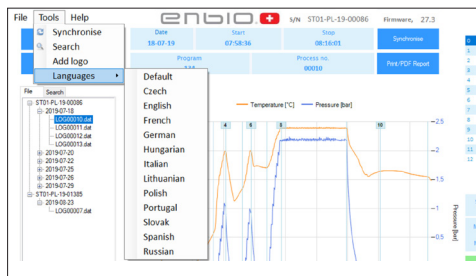 File Tools Help
enbio S/N ST01-PL-19-00086 Firmware, 27.3
Synchronise
Search
Add logo
Languages
Date Start Stop
18-07-19 07:58:36 08:16:01
Synchronise
Program Process no.
00010
Print/PDF Report
File Search
ST01-PL-19-00086
2019-07-18
LOG00010.dat
LOG00011.dat
LOG00012.dat
LOG00013.dat
2019-07-20
2019-07-22
2019-07-25
2019-07-26
2019-07-29
ST01-PL-19-01385
2019-08-23
LOG00007.dat
Default
Czech
English
French
German
Hungarian
Italian
Lithuanian
Polish
Portugal
Slovak
Spanish
Russian
Temperature [°C] Pressure [bar]
4 6 8 10
2.5
2
1.5
1
0.5
Pressure [bar]
0
1
2
3
4
5
6
7
8
9
10
11
12